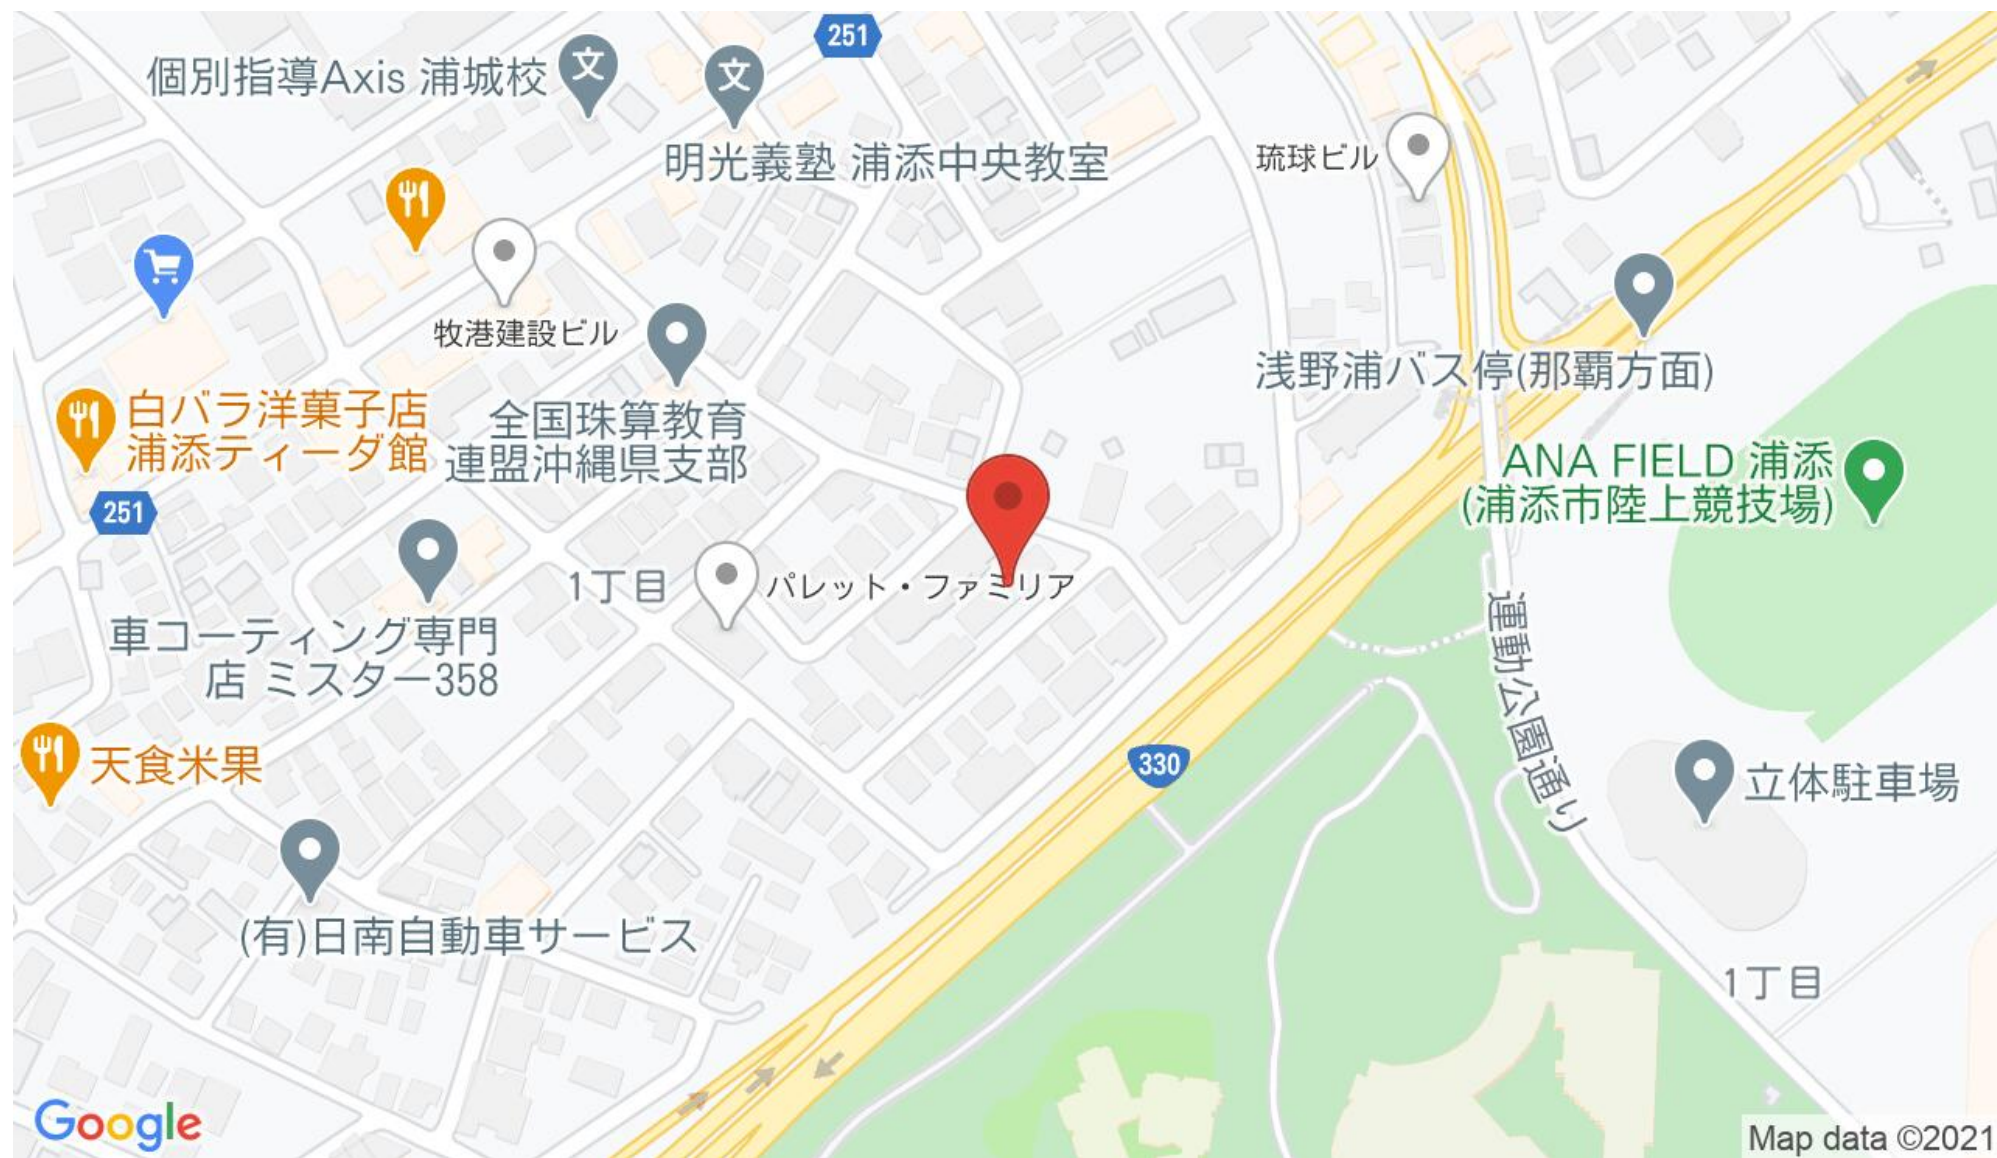 251
個別指導Axis 浦城校
文
文
明光義塾 浦添中央教室
琉球ビル
牧港建設ビル
浅野浦バス停(那覇方面)
白バラ洋菓子店
浦添ティーダ館
全国珠算教育
連盟沖縄県支部
ANA FIELD 浦添
(浦添市陸上競技場)
251
1丁目
パレット・ファミリア
車コーティング専門
店 ミスター358
運動公園通り
天食米果
330
立体駐車場
(有)日南自動車サービス
1丁目
Google
Map data ©2021